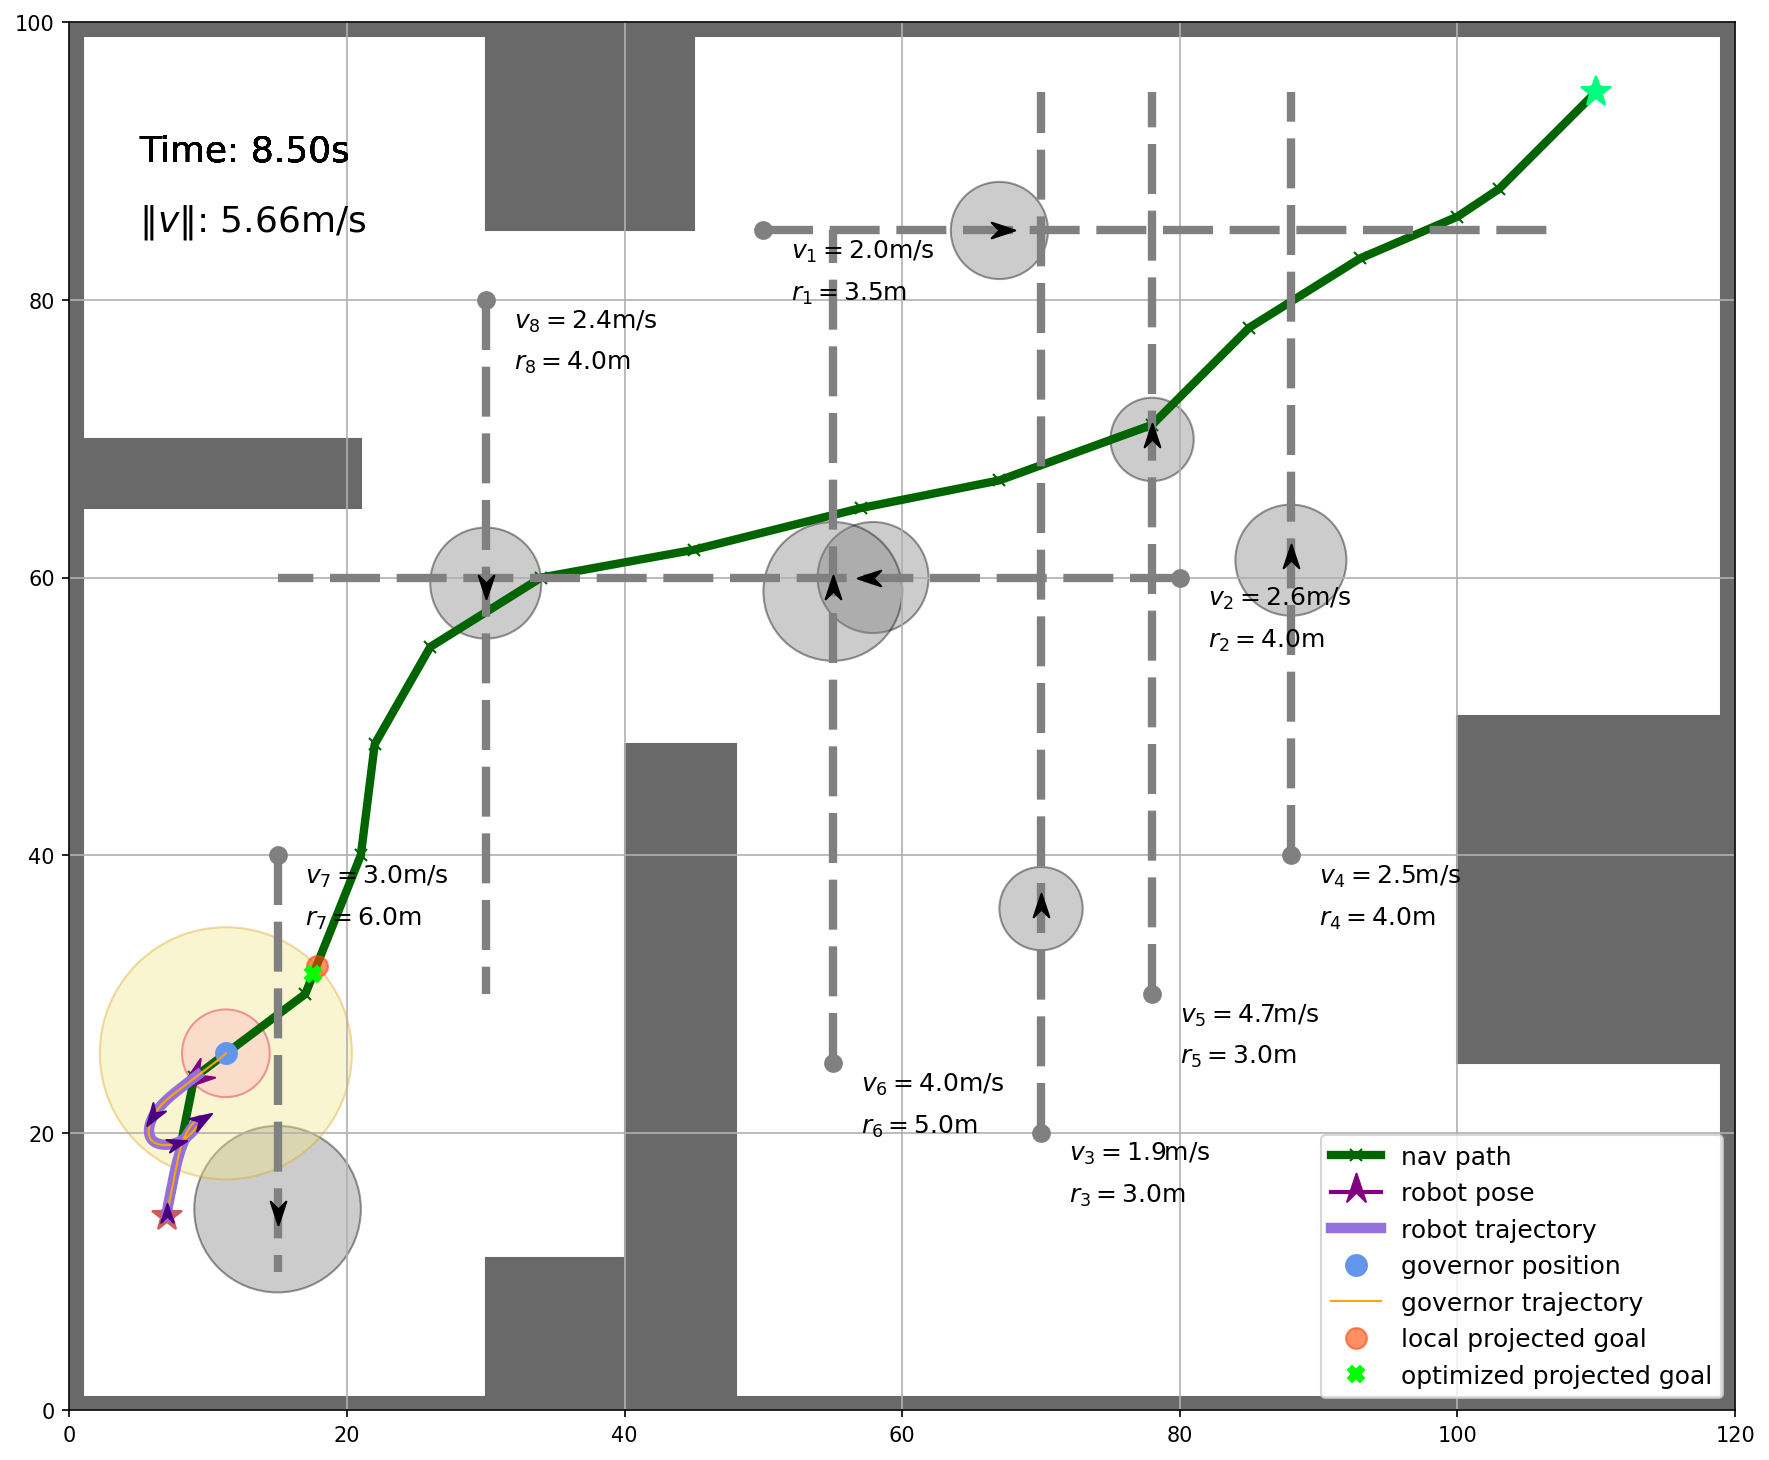 100
80
60
40
20
0
0
20
40
60
80
100
120
Time: 8.50s
‖v‖: 5.66m/s
v₁ = 2.0m/s
r₁ = 3.5m
v₈ = 2.4m/s
r₈ = 4.0m
v₂ = 2.6m/s
r₂ = 4.0m
v₇ = 3.0m/s
r₇ = 6.0m
v₄ = 2.5m/s
r₄ = 4.0m
v₅ = 4.7m/s
r₅ = 3.0m
v₆ = 4.0m/s
r₆ = 5.0m
v₃ = 1.9m/s
r₃ = 3.0m
nav path
robot pose
robot trajectory
governor position
governor trajectory
local projected goal
optimized projected goal